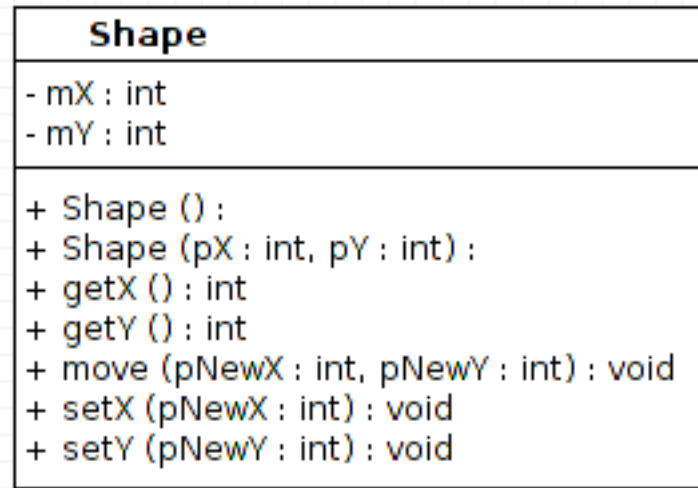 Shape
- mX : int
- mY : int
+ Shape () :
+ Shape (pX : int, pY : int) :
+ getX () : int
+ getY () : int
+ move (pNewX : int, pNewY : int) : void
+ setX (pNewX : int) : void
+ setY (pNewY : int) : void